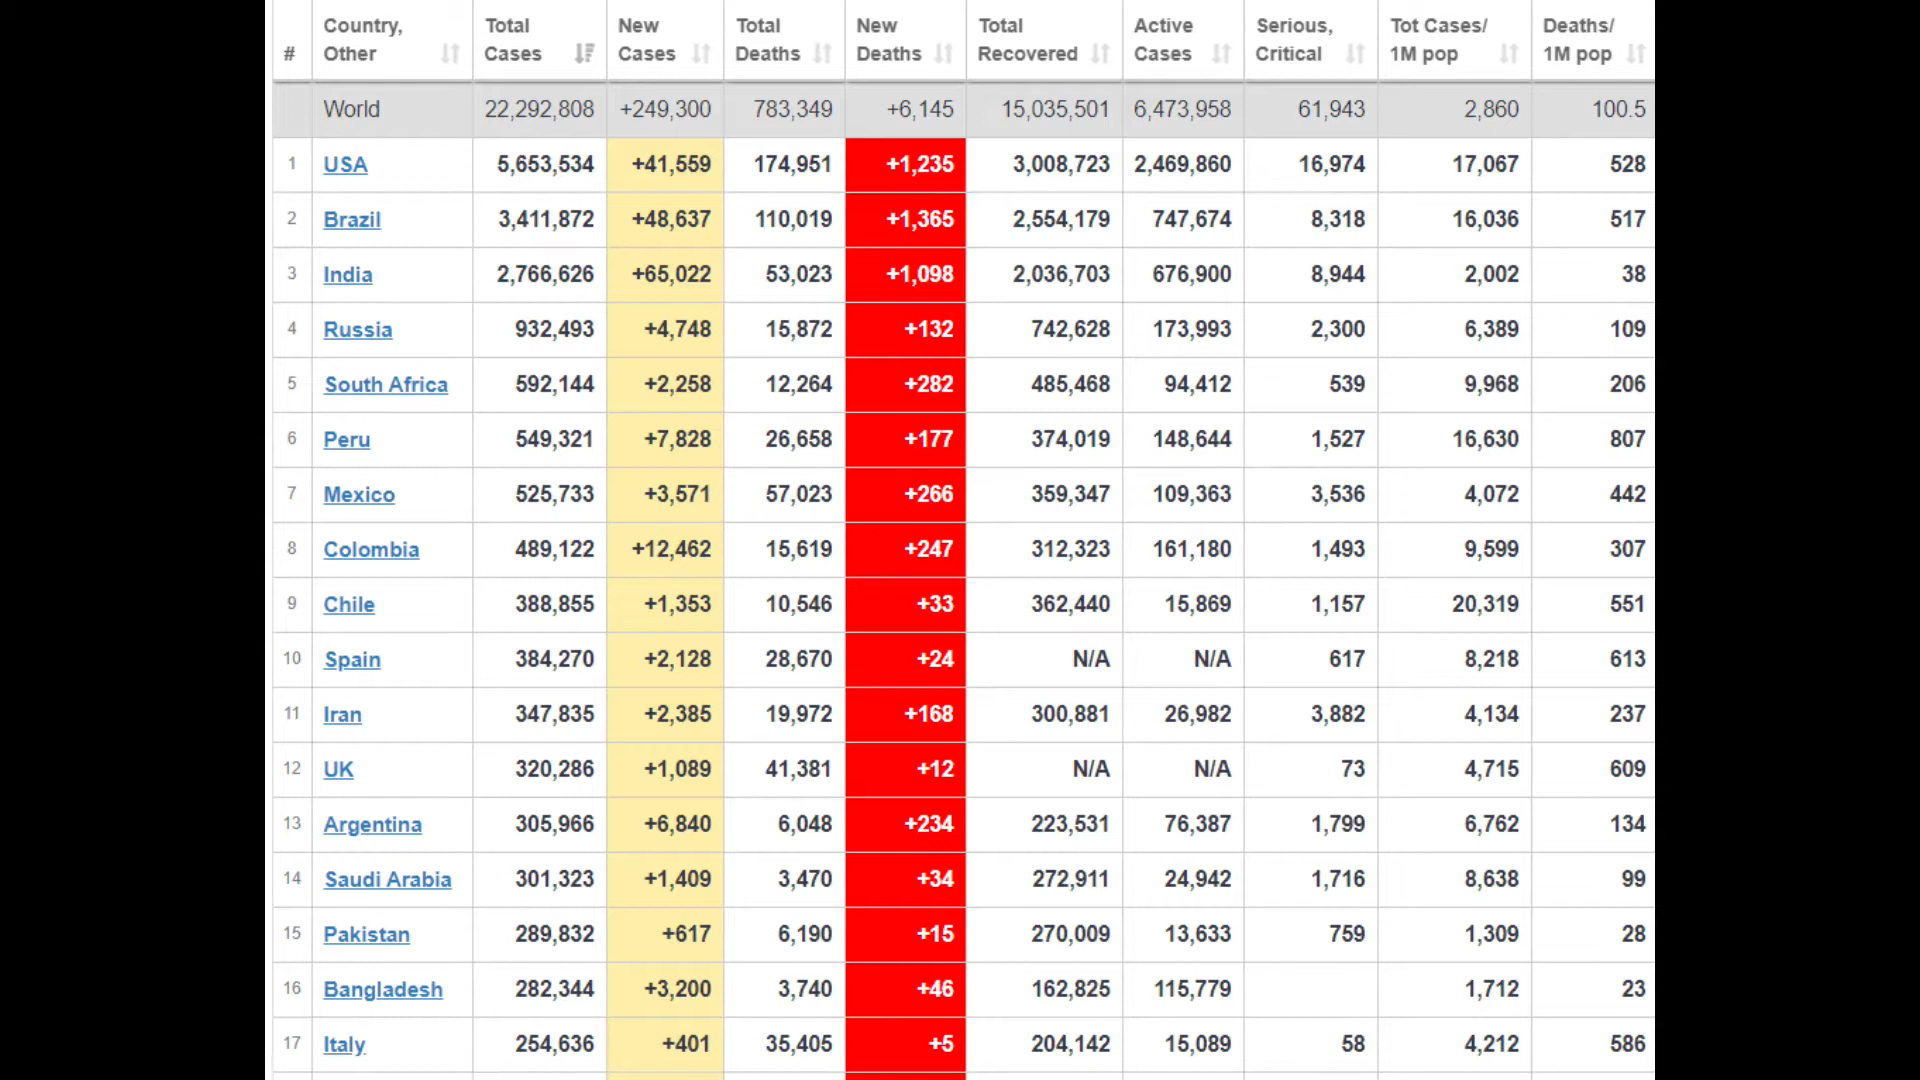 # Country, Other Total Cases New Cases Total Deaths New Deaths Total Recovered Active Cases Serious, Critical Tot Cases/ 1M pop Deaths/ 1M pop
World 22,292,808 +249,300 783,349 +6,145 15,035,501 6,473,958 61,943 2,860 100.5
1 USA 5,653,534 +41,559 174,951 +1,235 3,008,723 2,469,860 16,974 17,067 528
2 Brazil 3,411,872 +48,637 110,019 +1,365 2,554,179 747,674 8,318 16,036 517
3 India 2,766,626 +65,022 53,023 +1,098 2,036,703 676,900 8,944 2,002 38
4 Russia 932,493 +4,748 15,872 +132 742,628 173,993 2,300 6,389 109
5 South Africa 592,144 +2,258 12,264 +282 485,468 94,412 539 9,968 206
6 Peru 549,321 +7,828 26,658 +177 374,019 148,644 1,527 16,630 807
7 Mexico 525,733 +3,571 57,023 +266 359,347 109,363 3,536 4,072 442
8 Colombia 489,122 +12,462 15,619 +247 312,323 161,180 1,493 9,599 307
9 Chile 388,855 +1,353 10,546 +33 362,440 15,869 1,157 20,319 551
10 Spain 384,270 +2,128 28,670 +24 N/A N/A 617 8,218 613
11 Iran 347,835 +2,385 19,972 +168 300,881 26,982 3,882 4,134 237
12 UK 320,286 +1,089 41,381 +12 N/A N/A 73 4,715 609
13 Argentina 305,966 +6,840 6,048 +234 223,531 76,387 1,799 6,762 134
14 Saudi Arabia 301,323 +1,409 3,470 +34 272,911 24,942 1,716 8,638 99
15 Pakistan 289,832 +617 6,190 +15 270,009 13,633 759 1,309 28
16 Bangladesh 282,344 +3,200 3,740 +46 162,825 115,779 1,712 23
17 Italy 254,636 +401 35,405 +5 204,142 15,089 58 4,212 586